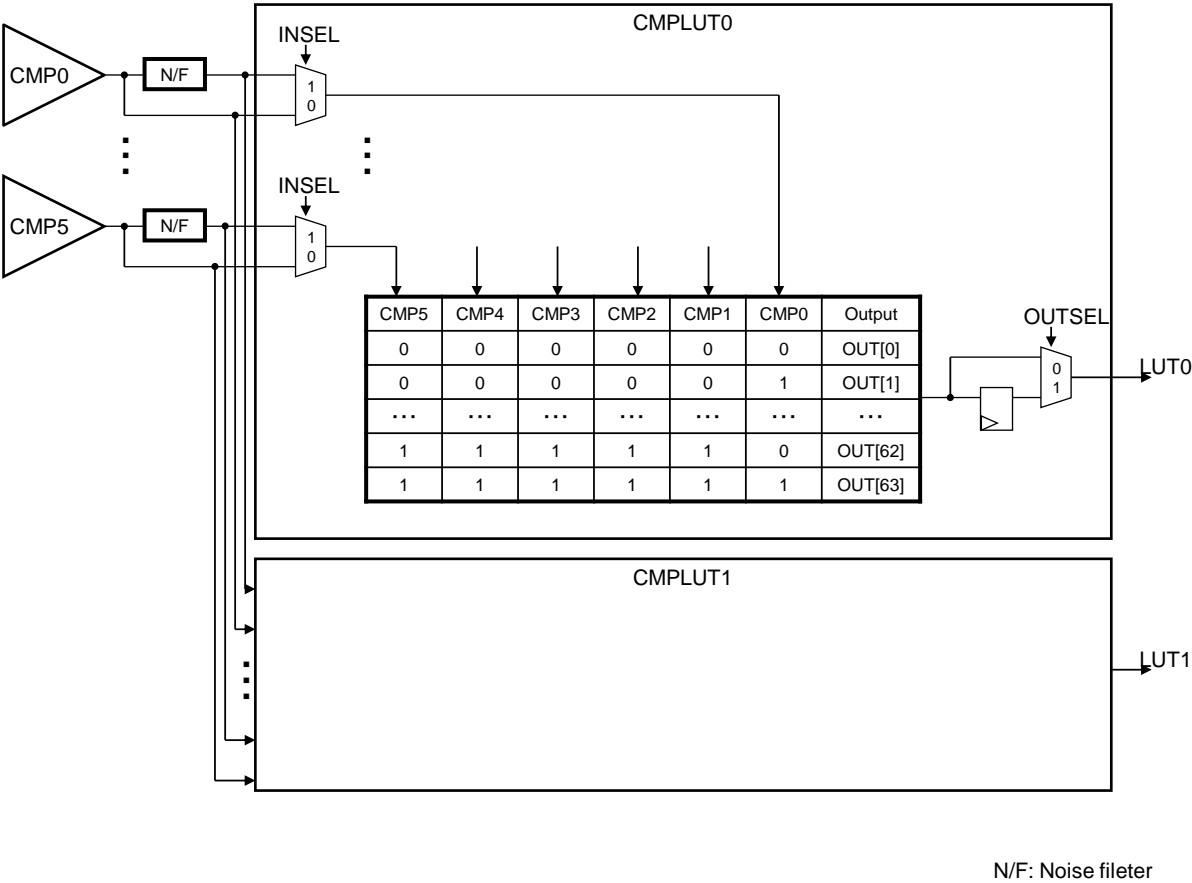 CMPLUT0
INSEL
CMP0
N/F
1
0
INSEL
CMP5
N/F
1
0
CMP5 CMP4 CMP3 CMP2 CMP1 CMP0 Output
0 0 0 0 0 0 OUT[0]
0 0 0 0 0 1 OUT[1]
... ... ... ... ... ... ...
1 1 1 1 1 0 OUT[62]
1 1 1 1 1 1 OUT[63]
OUTSEL
0
1
LUT0
CMPLUT1
LUT1
N/F: Noise fileter